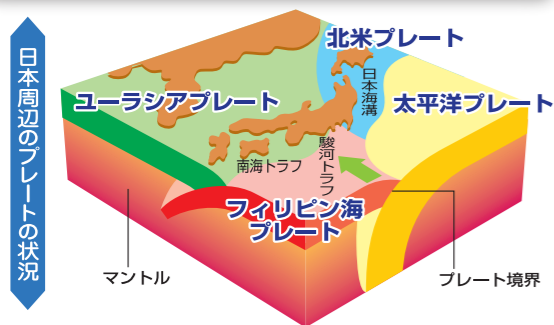 日本周辺のプレートの状況
北米プレート
ユーラシアプレート
日本海溝
太平洋プレート
南海トラフ
駿河トラフ
フィリピン海
プレート
マントル
プレート境界